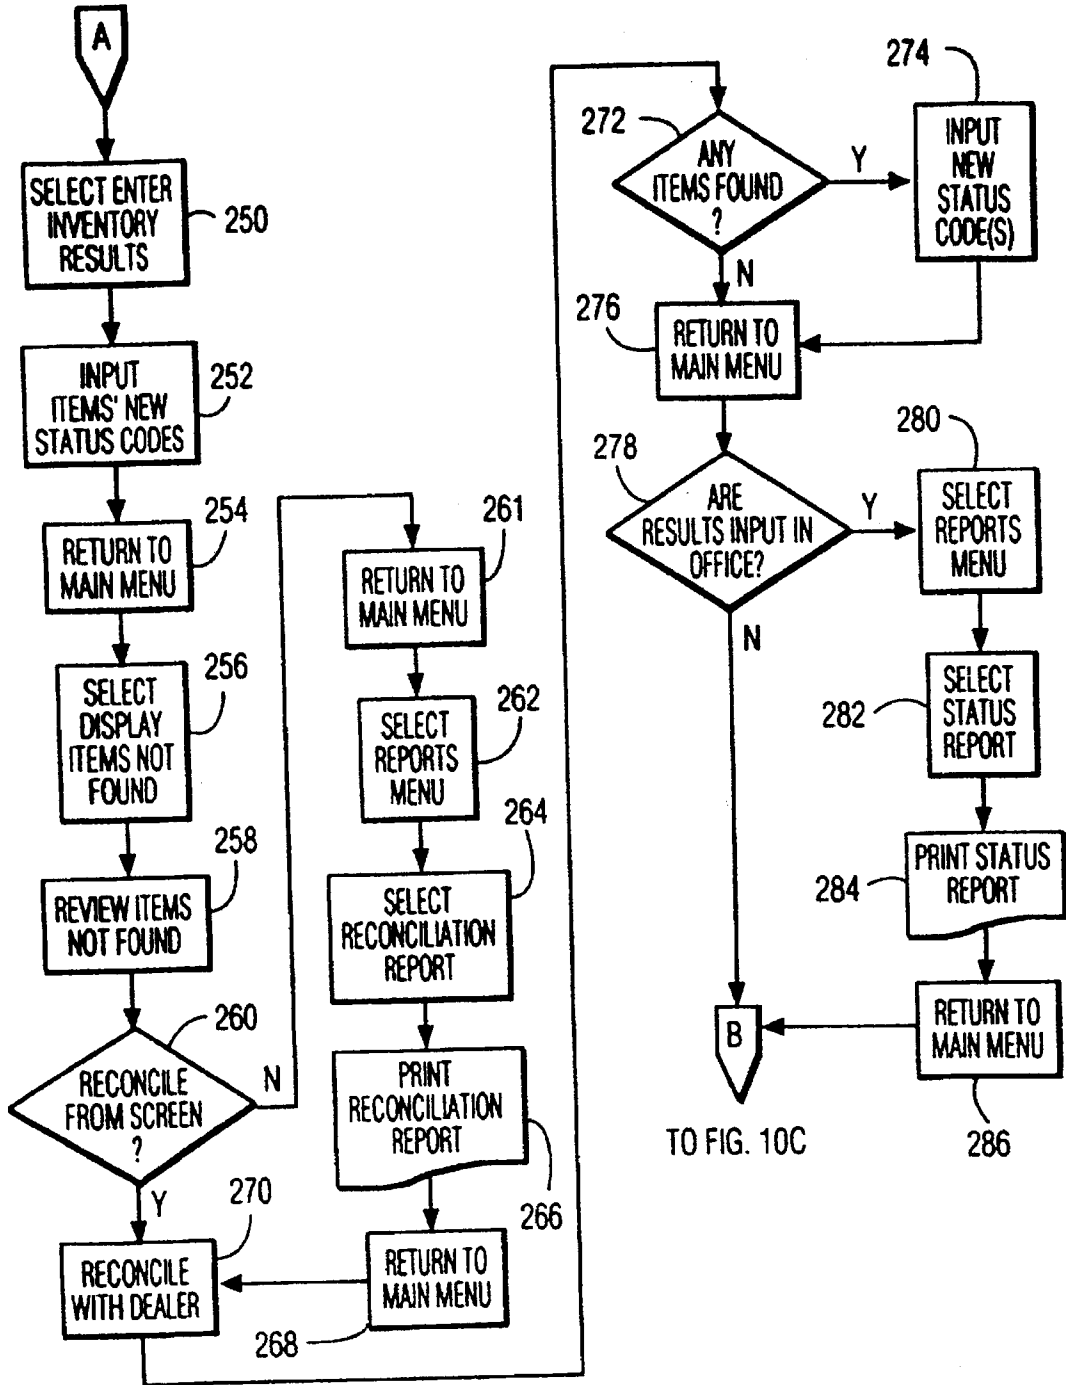 A
SELECT ENTER
INVENTORY
RESULTS
250
INPUT
ITEMS' NEW
STATUS CODES
252
RETURN TO
MAIN MENU
254
SELECT
DISPLAY
ITEMS NOT
FOUND
256
REVIEW ITEMS
NOT FOUND
258
RECONCILE
FROM SCREEN
?
260
N
Y
RECONCILE
WITH DEALER
270
RETURN TO
MAIN MENU
261
SELECT
REPORTS
MENU
262
SELECT
RECONCILIATION
REPORT
264
PRINT
RECONCILIATION
REPORT
266
RETURN TO
MAIN MENU
268
ANY
ITEMS FOUND
?
272
Y
N
INPUT
NEW
STATUS
CODE(S)
274
RETURN TO
MAIN MENU
276
ARE
RESULTS INPUT IN
OFFICE?
278
Y
N
SELECT
REPORTS
MENU
280
SELECT
STATUS
REPORT
282
PRINT STATUS
REPORT
284
RETURN TO
MAIN MENU
286
B
TO FIG. 10C